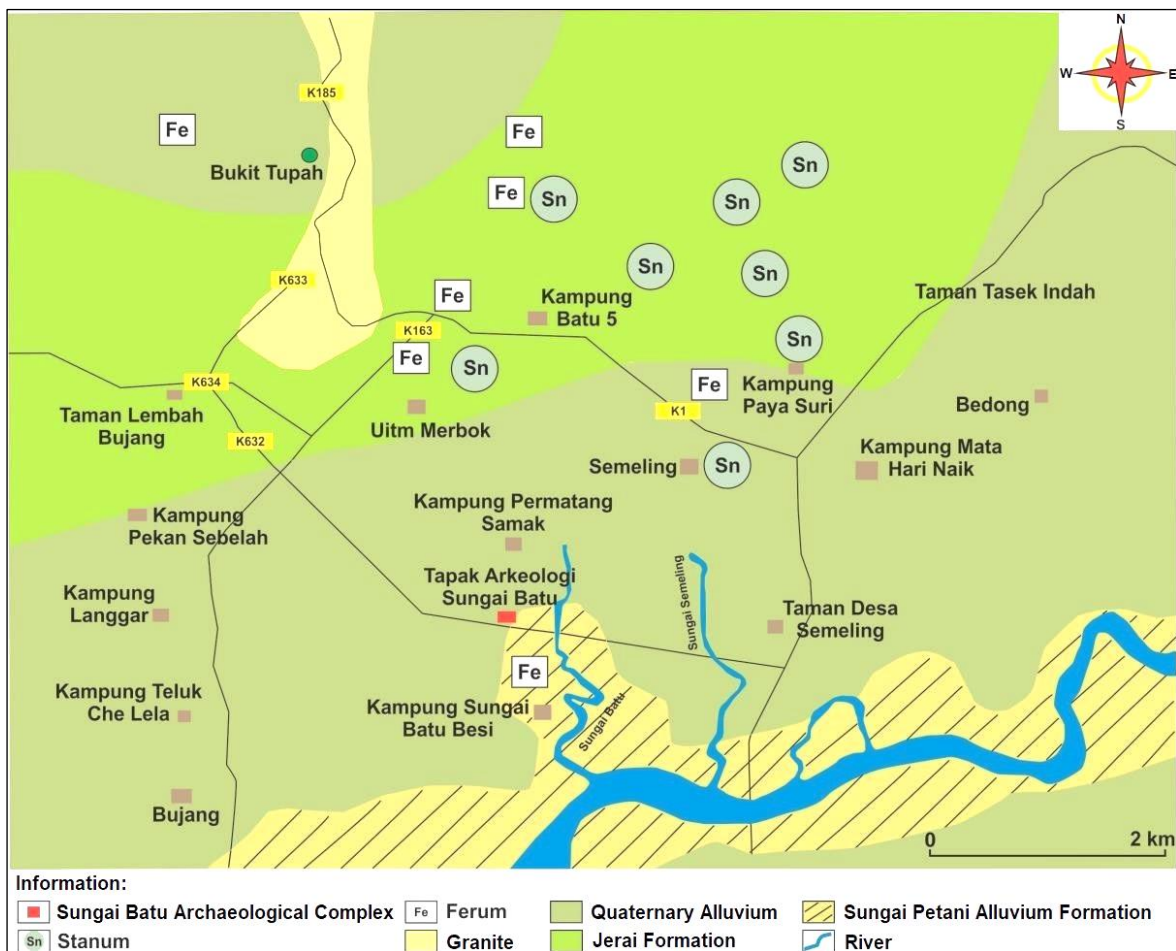 N
W
E
S
K185
Fe
Fe
Bukit Tupah
Sn
Fe
Sn
Sn
Sn
Sn
K633
Taman Tasek Indah
Fe
Kampung
Batu 5
K163
Fe
Sn
Sn
K634
Fe
Kampung
Paya Suri
Taman Lembah
Bujang
Uitm Merbok
K1
Bedong
K632
Semeling
Sn
Kampung Mata
Hari Naik
Kampung Permatang
Samak
Kampung
Pekan Sebelah
Tapak Arkeologi
Sungai Batu
Sungai Semeling
Kampung
Langgar
Taman Desa
Semeling
Fe
Kampung Teluk
Che Lela
Kampung Sungai
Batu Besi
Sungai Batu
Bujang
0 2 km
Information:
Sungai Batu Archaeological Complex Fe Ferum Quaternary Alluvium Sungai Petani Alluvium Formation
Sn Stanum Granite Jerai Formation River